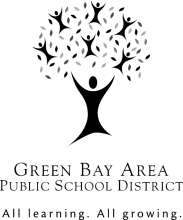 GREEN BAY AREA
PUBLIC SCHOOL DISTRICT
All learning. All growing.